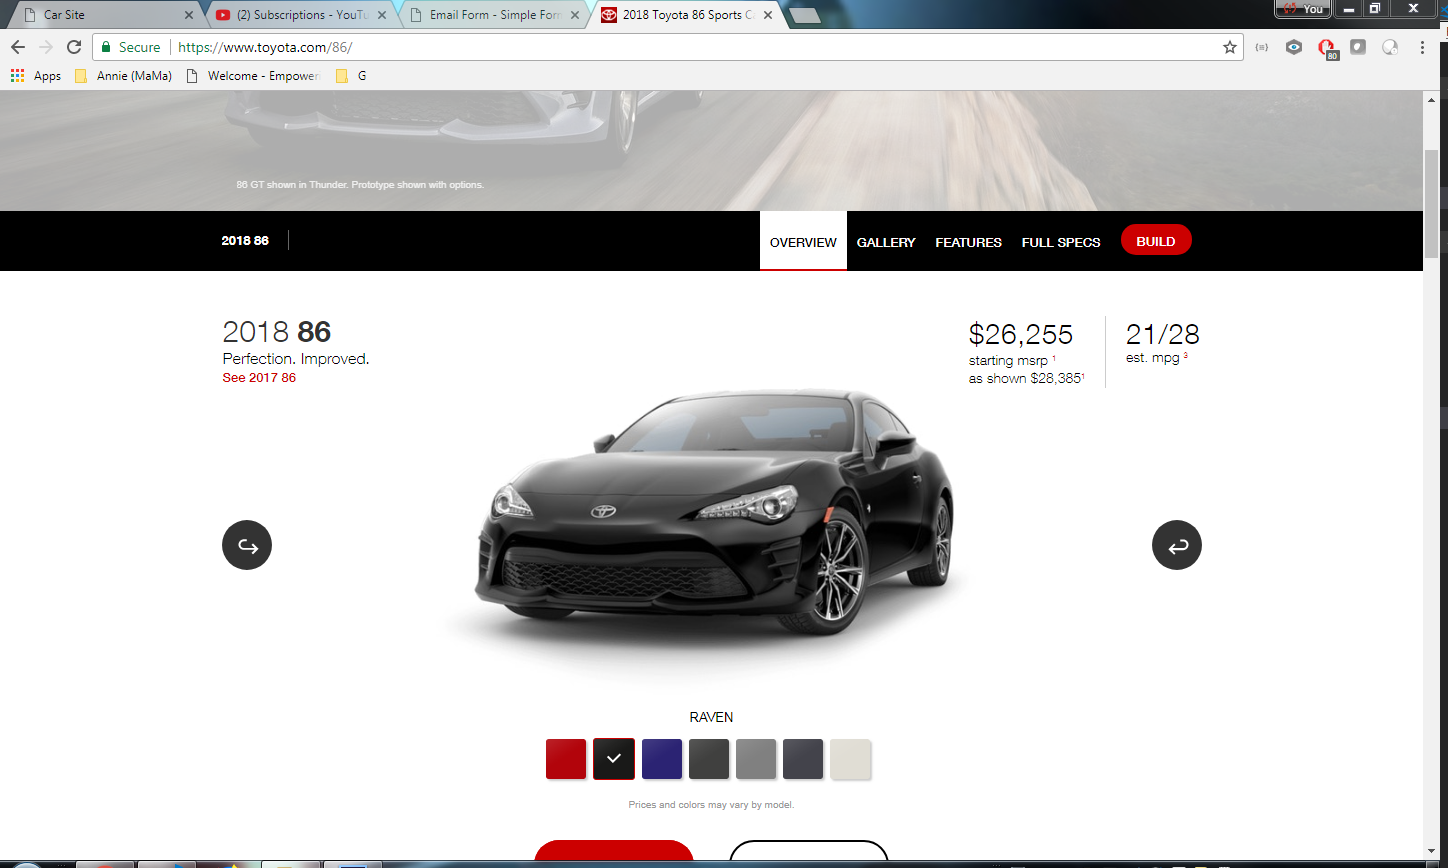 Car Site
(2) Subscriptions - YouTu
Email Form - Simple Form
2018 Toyota 86 Sports C
You
Secure
https://www.toyota.com/86/
80
Apps
Annie (MaMa)
Welcome - Empower
G
86 GT shown in Thunder. Prototype shown with options.
2018 86
OVERVIEW
GALLERY
FEATURES
FULL SPECS
BUILD
2018 86
Perfection. Improved.
See 2017 86
$26,255
starting msrp 1
as shown $28,3851
21/28
est. mpg 3
RAVEN
Prices and colors may vary by model.